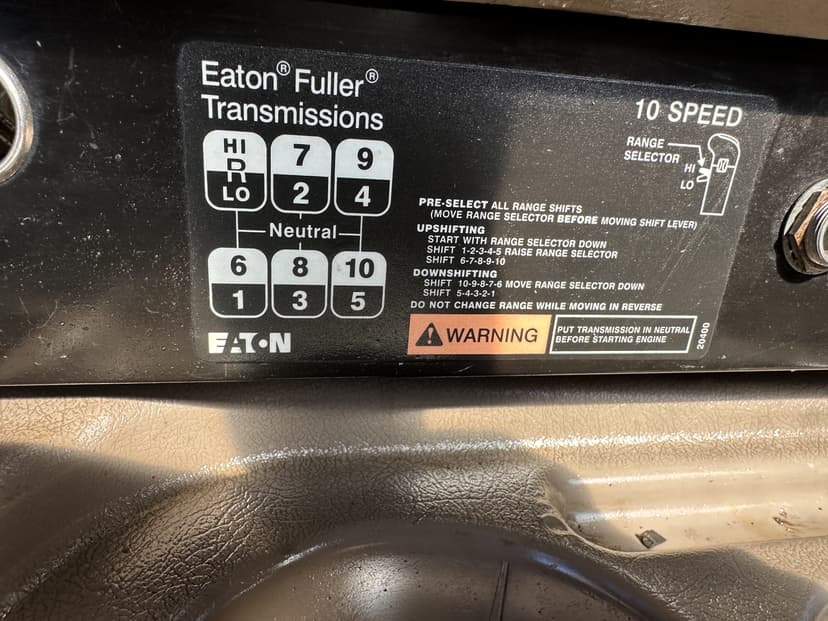 Eaton® Fuller®
Transmissions
10 SPEED
HI
R
LO
7
2
9
4
Neutral
6
1
8
3
10
5
EATON
RANGE
SELECTOR
HI
LO
PRE-SELECT ALL RANGE SHIFTS
(MOVE RANGE SELECTOR BEFORE MOVING SHIFT LEVER)
UPSHIFTING
START WITH RANGE SELECTOR DOWN
SHIFT 1-2-3-4-5 RAISE RANGE SELECTOR
SHIFT 6-7-8-9-10
DOWNSHIFTING
SHIFT 10-9-8-7-6 MOVE RANGE SELECTOR DOWN
SHIFT 5-4-3-2-1
DO NOT CHANGE RANGE WHILE MOVING IN REVERSE
WARNING
PUT TRANSMISSION IN NEUTRAL
BEFORE STARTING ENGINE
20400